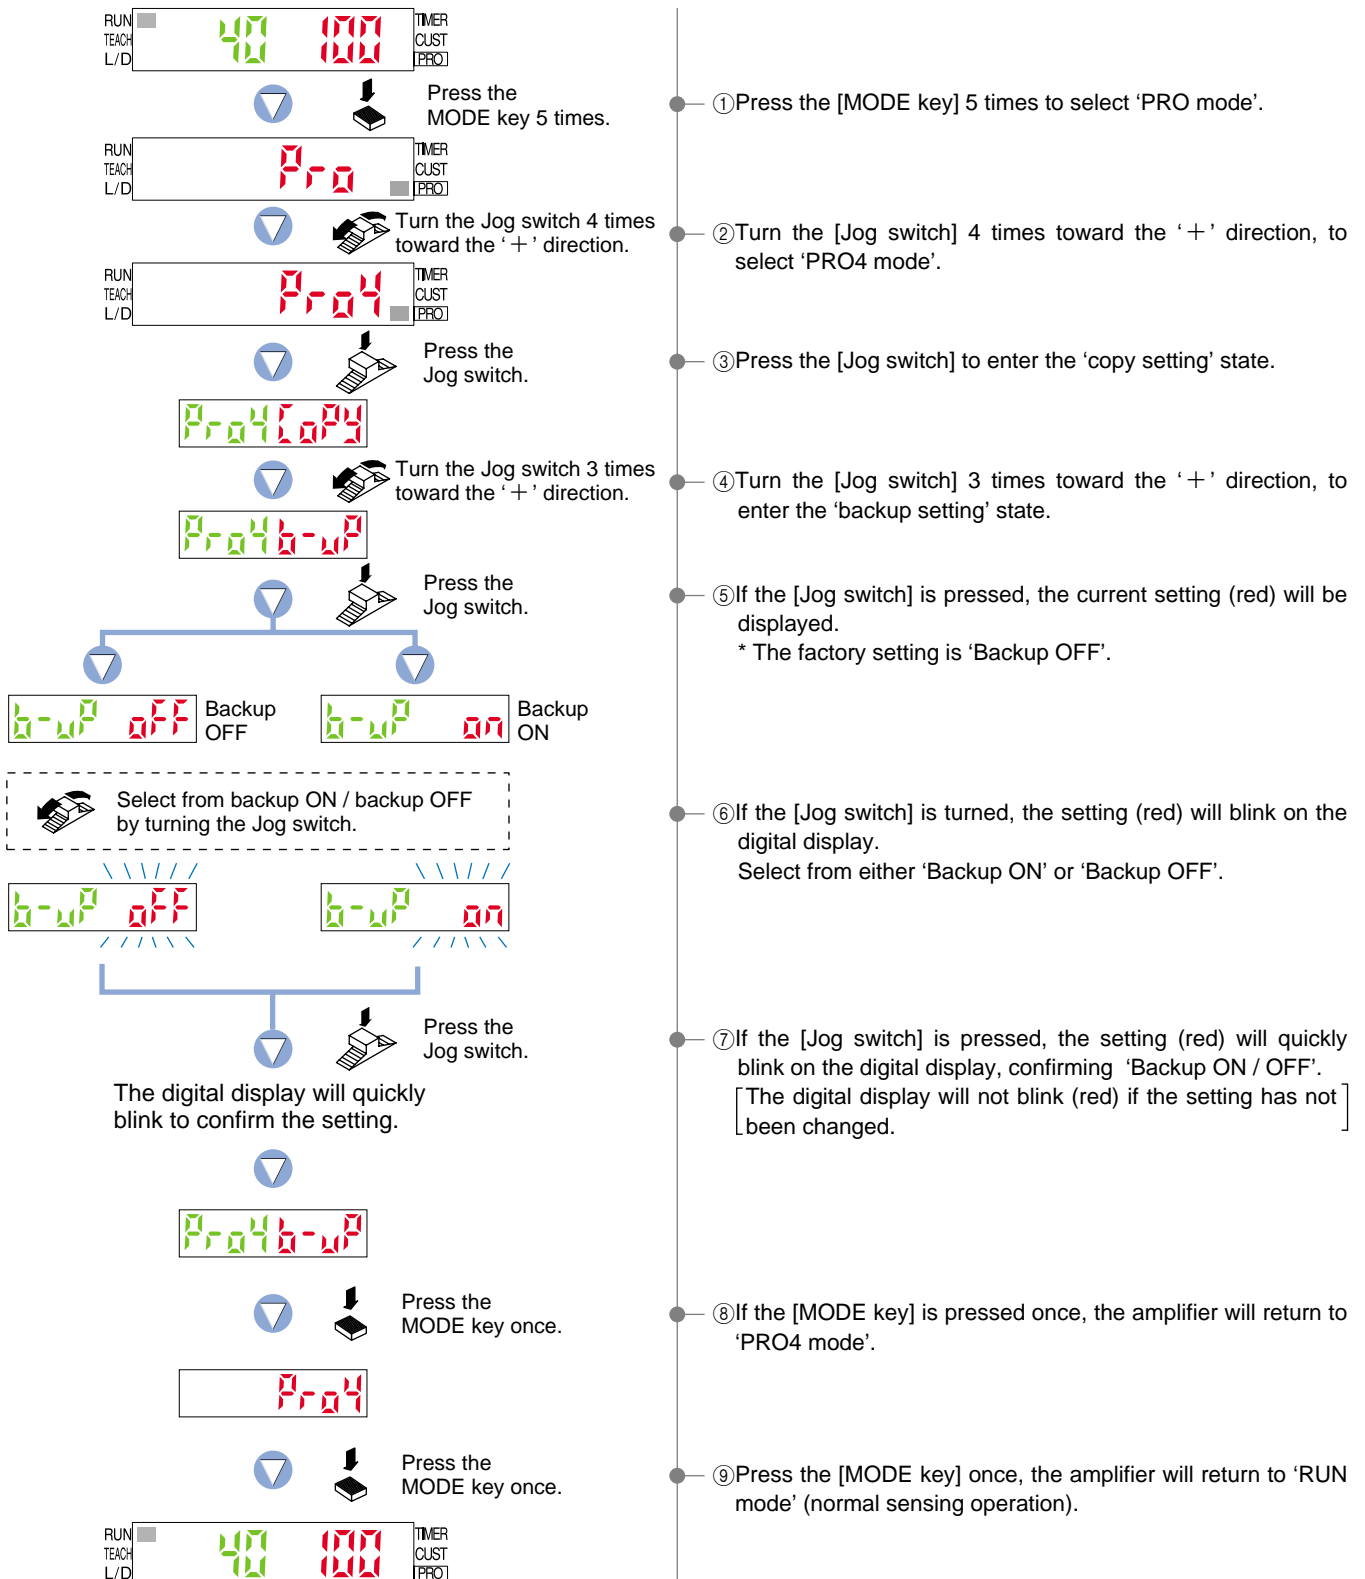 RUN
TEACH
L/D
40 100
TIMER
CUST
PRO
Press the
MODE key 5 times.
①Press the [MODE key] 5 times to select ‘PRO mode’.
RUN
TEACH
L/D
Pro
TIMER
CUST
PRO
Turn the Jog switch 4 times
toward the ‘＋’ direction.
②Turn the [Jog switch] 4 times toward the ‘＋’ direction, to
select ‘PRO4 mode’.
RUN
TEACH
L/D
Pro4
TIMER
CUST
PRO
Press the
Jog switch.
③Press the [Jog switch] to enter the ‘copy setting’ state.
Pro4 CoPy
Turn the Jog switch 3 times
toward the ‘＋’ direction.
④Turn the [Jog switch] 3 times toward the ‘＋’ direction, to
enter the ‘backup setting’ state.
Pro4 b-uP
Press the
Jog switch.
⑤If the [Jog switch] is pressed, the current setting (red) will be
displayed.
* The factory setting is ‘Backup OFF’.
b-uP oFF
Backup
OFF
b-uP on
Backup
ON
Select from backup ON / backup OFF
by turning the Jog switch.
⑥If the [Jog switch] is turned, the setting (red) will blink on the
digital display.
Select from either ‘Backup ON’ or ‘Backup OFF’.
b-uP oFF
b-uP on
Press the
Jog switch.
The digital display will quickly
blink to confirm the setting.
⑦If the [Jog switch] is pressed, the setting (red) will quickly
blink on the digital display, confirming ‘Backup ON / OFF’.
[The digital display will not blink (red) if the setting has not
been changed.]
Pro4 b-uP
Press the
MODE key once.
⑧If the [MODE key] is pressed once, the amplifier will return to
‘PRO4 mode’.
Pro4
Press the
MODE key once.
⑨Press the [MODE key] once, the amplifier will return to ‘RUN
mode’ (normal sensing operation).
RUN
TEACH
L/D
40 100
TIMER
CUST
PRO